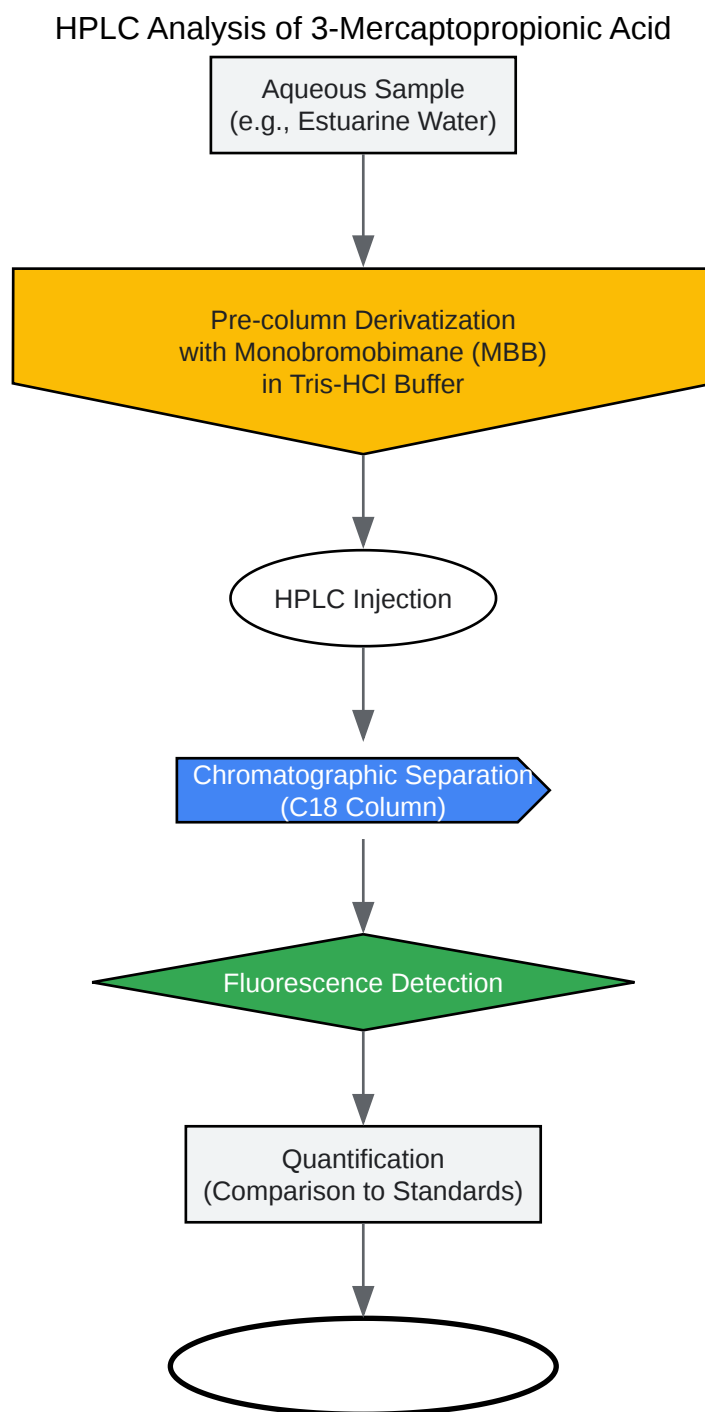 HPLC Analysis of 3-Mercaptopropionic Acid
Aqueous Sample
(e.g., Estuarine Water)
Pre-column Derivatization
with Monobromobimane (MBB)
in Tris-HCl Buffer
HPLC Injection
Chromatographic Separation
(C18 Column)
Fluorescence Detection
Quantification
(Comparison to Standards)